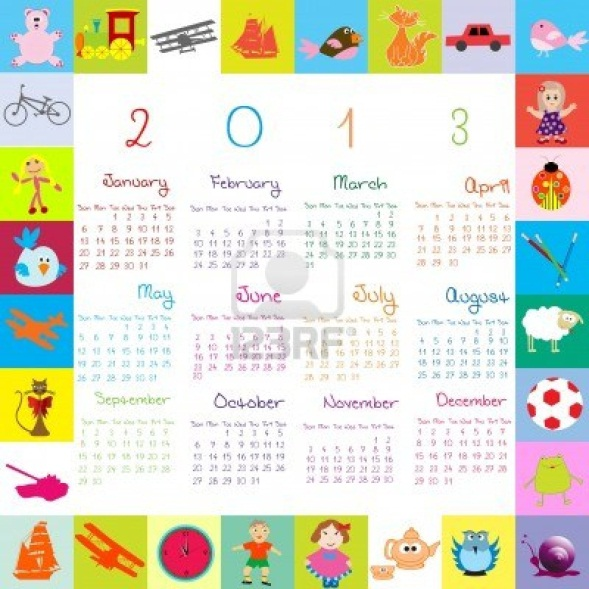 2 0 1 3
January
Sun Mon Tue Wed Thu Fri Sat
1 2 3 4 5
6 7 8 9 10 11 12
13 14 15 16 17 18 19
20 21 22 23 24 25 26
27 28 29 30 31
February
Sun Mon Tue Wed Thu Fri Sat
1 2
3 4 5 6 7 8 9
10 11 12 13 14 15 16
17 18 19 20 21 22 23
24 25 26 27 28
March
Sun Mon Tue Wed Thu Fri Sat
1 2
3 4 5 6 7 8 9
10 11 12 13 14 15 16
17 18 19 20 21 22 23
24 25 26 27 28 29 30
31
April
Sun Mon Tue Wed Thu Fri Sat
1 2 3 4 5 6
7 8 9 10 11 12 13
14 15 16 17 18 19 20
21 22 23 24 25 26 27
28 29 30
May
Sun Mon Tue Wed Thu Fri Sat
1 2 3 4
5 6 7 8 9 10 11
12 13 14 15 16 17 18
19 20 21 22 23 24 25
26 27 28 29 30 31
June
Sun Mon Tue Wed Thu Fri Sat
1
2 3 4 5 6 7 8
9 10 11 12 13 14 15
16 17 18 19 20 21 22
23 24 25 26 27 28 29
30
July
Sun Mon Tue Wed Thu Fri Sat
1 2 3 4 5 6
7 8 9 10 11 12 13
14 15 16 17 18 19 20
21 22 23 24 25 26 27
28 29 30 31
August
Sun Mon Tue Wed Thu Fri Sat
1 2 3
4 5 6 7 8 9 10
11 12 13 14 15 16 17
18 19 20 21 22 23 24
25 26 27 28 29 30 31
123RF
September
Sun Mon Tue Wed Thu Fri Sat
1 2 3 4 5 6 7
8 9 10 11 12 13 14
15 16 17 18 19 20 21
22 23 24 25 26 27 28
29 30
October
Sun Mon Tue Wed Thu Fri Sat
1 2 3 4 5
6 7 8 9 10 11 12
13 14 15 16 17 18 19
20 21 22 23 24 25 26
27 28 29 30 31
November
Sun Mon Tue Wed Thu Fri Sat
1 2
3 4 5 6 7 8 9
10 11 12 13 14 15 16
17 18 19 20 21 22 23
24 25 26 27 28 29 30
December
Sun Mon Tue Wed Thu Fri Sat
1 2 3 4 5 6 7
8 9 10 11 12 13 14
15 16 17 18 19 20 21
22 23 24 25 26 27 28
29 30 31